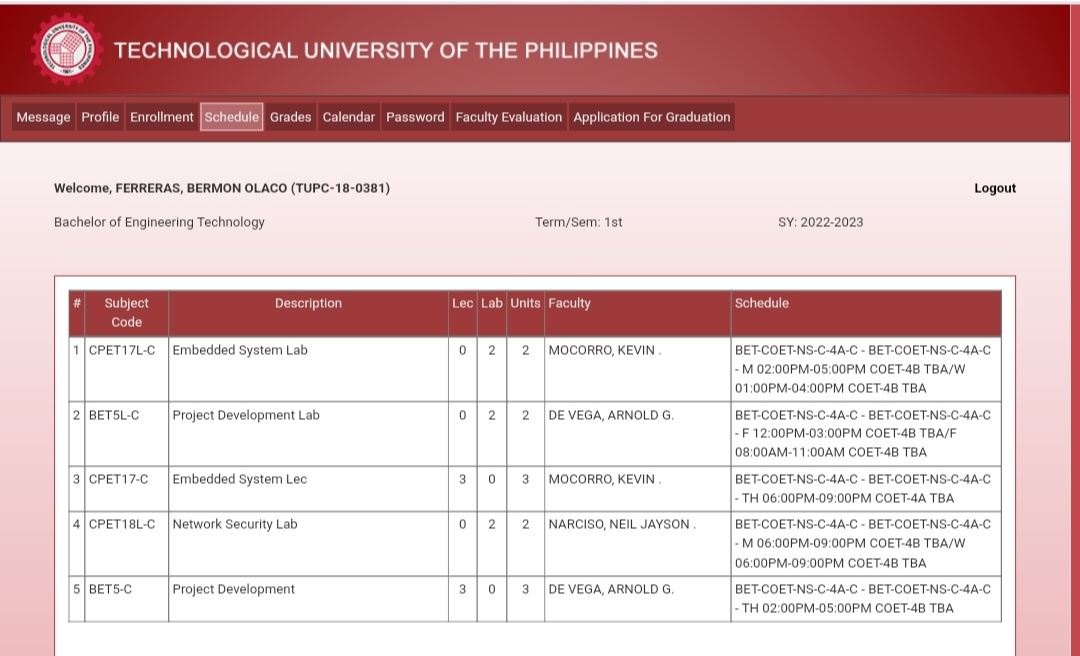 TECHNOLOGICAL UNIVERSITY OF THE PHILIPPINES
Message Profile Enrollment Schedule Grades Calendar Password Faculty Evaluation Application For Graduation
Welcome, FERRERAS, BERMON OLACO (TUPC-18-0381) Logout
Bachelor of Engineering Technology Term/Sem: 1st SY: 2022-2023
# Subject Code Description Lec Lab Units Faculty Schedule
1 CPET17L-C Embedded System Lab 0 2 2 MOCORRO, KEVIN . BET-COET-NS-C-4A-C - BET-COET-NS-C-4A-C
- M 02:00PM-05:00PM COET-4B TBA/W
01:00PM-04:00PM COET-4B TBA
2 BET5L-C Project Development Lab 0 2 2 DE VEGA, ARNOLD G. BET-COET-NS-C-4A-C - BET-COET-NS-C-4A-C
- F 12:00PM-03:00PM COET-4B TBA/F
08:00AM-11:00AM COET-4B TBA
3 CPET17-C Embedded System Lec 3 0 3 MOCORRO, KEVIN . BET-COET-NS-C-4A-C - BET-COET-NS-C-4A-C
- TH 06:00PM-09:00PM COET-4A TBA
4 CPET18L-C Network Security Lab 0 2 2 NARCISO, NEIL JAYSON . BET-COET-NS-C-4A-C - BET-COET-NS-C-4A-C
- M 06:00PM-09:00PM COET-4B TBA/W
06:00PM-09:00PM COET-4B TBA
5 BET5-C Project Development 3 0 3 DE VEGA, ARNOLD G. BET-COET-NS-C-4A-C - BET-COET-NS-C-4A-C
- TH 02:00PM-05:00PM COET-4B TBA